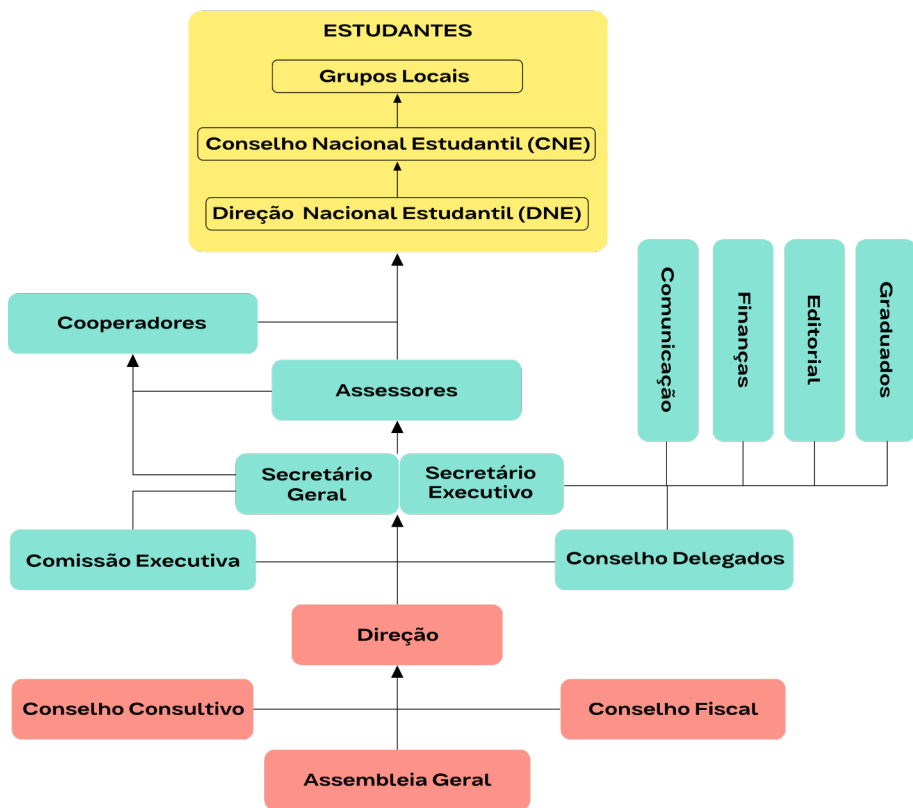 ESTUDANTES
Grupos Locais
Conselho Nacional Estudantil (CNE)
Direção Nacional Estudantil (DNE)
Cooperadores
Assessores
Comunicação
Finanças
Editorial
Graduados
Secretário
Geral
Secretário
Executivo
Comissão Executiva
Conselho Delegados
Direção
Conselho Consultivo
Conselho Fiscal
Assembleia Geral